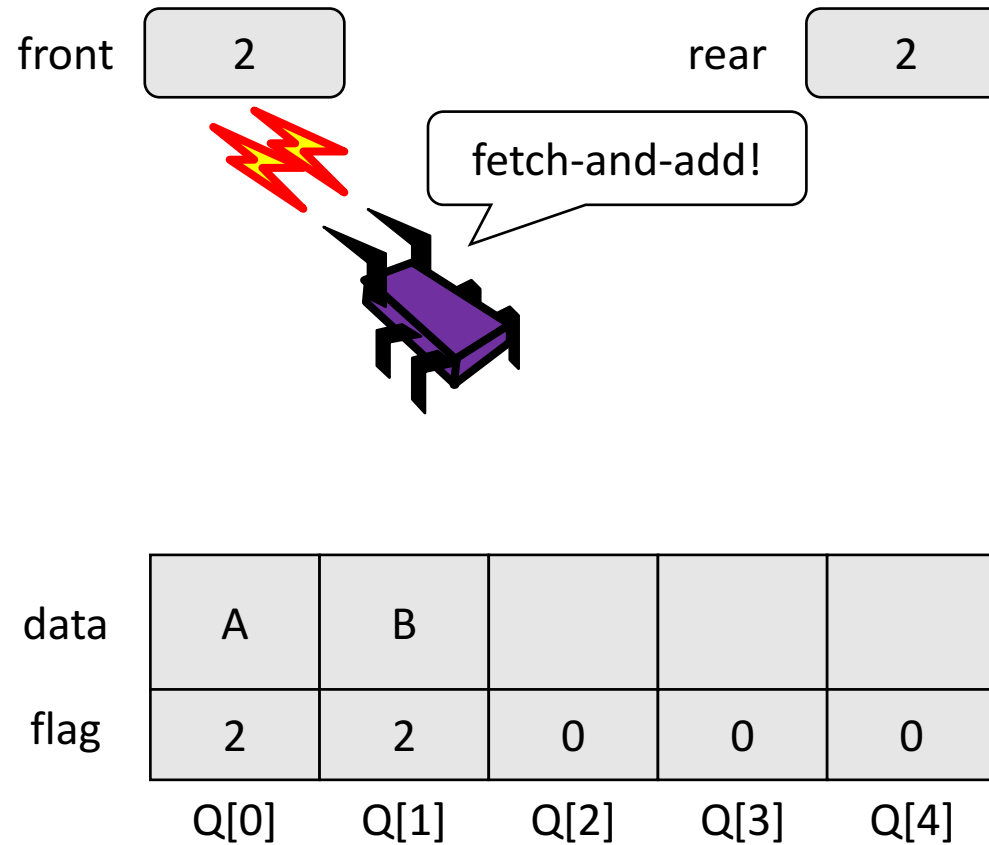 front 2 rear 2
fetch-and-add!
data A B
flag 2 2 0 0 0
Q[0] Q[1] Q[2] Q[3] Q[4]